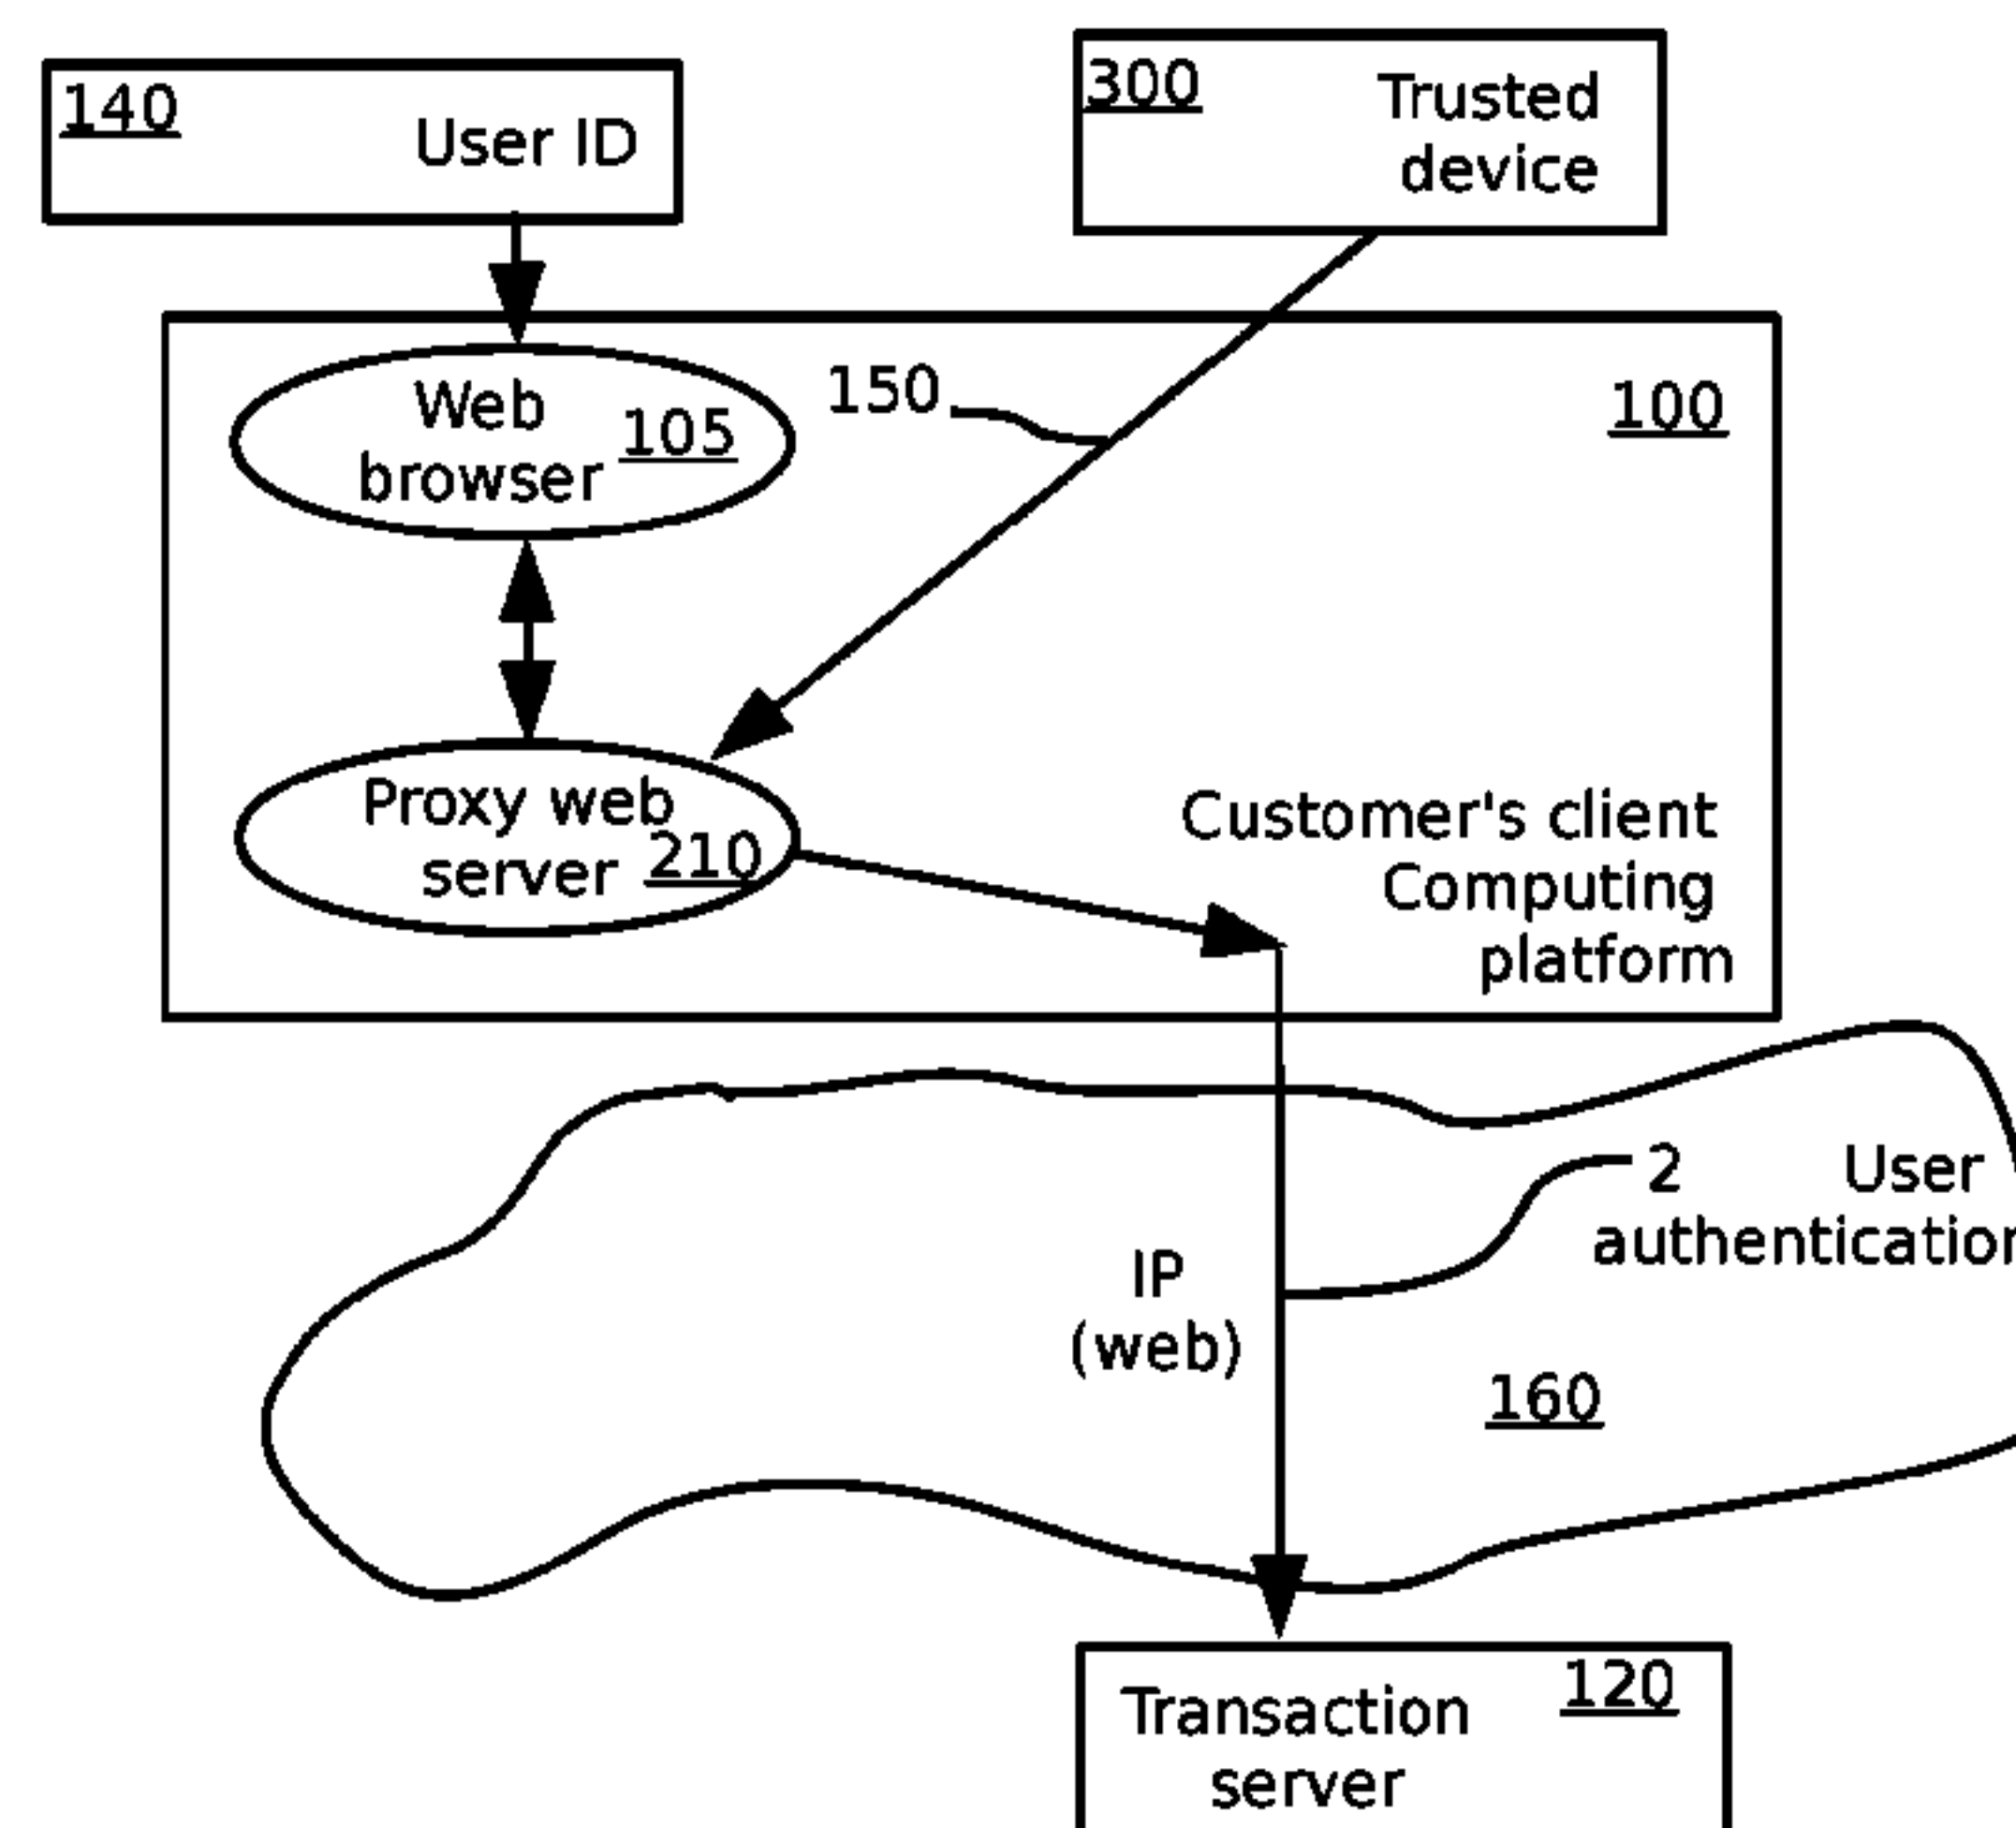 140
User ID
300
Trusted
device
Web
browser
105
150
100
Proxy web
server
210
Customer's client
Computing
platform
2
User
authentication
IP
(web)
160
120
Transaction
server